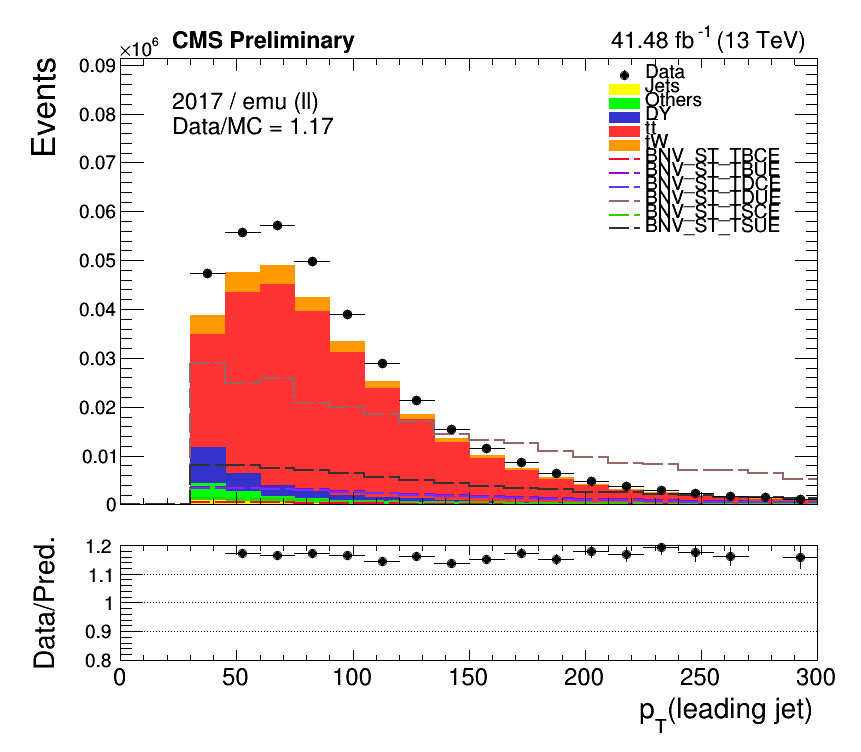 ×10⁶ CMS Preliminary 41.48 fb⁻¹ (13 TeV)
Events
2017 / emu (ll)
Data/MC = 1.17
Data
Jets
Others
DY
tt
tW
BNV_ST_TBCE
BNV_ST_TBUE
BNV_ST_TDCE
BNV_ST_TDUE
BNV_ST_TSCE
BNV_ST_TSUE
0.09
0.08
0.07
0.06
0.05
0.04
0.03
0.02
0.01
0
Data/Pred.
1.2
1.1
1
0.9
0.8
0 50 100 150 200 250 300
p_T(leading jet)